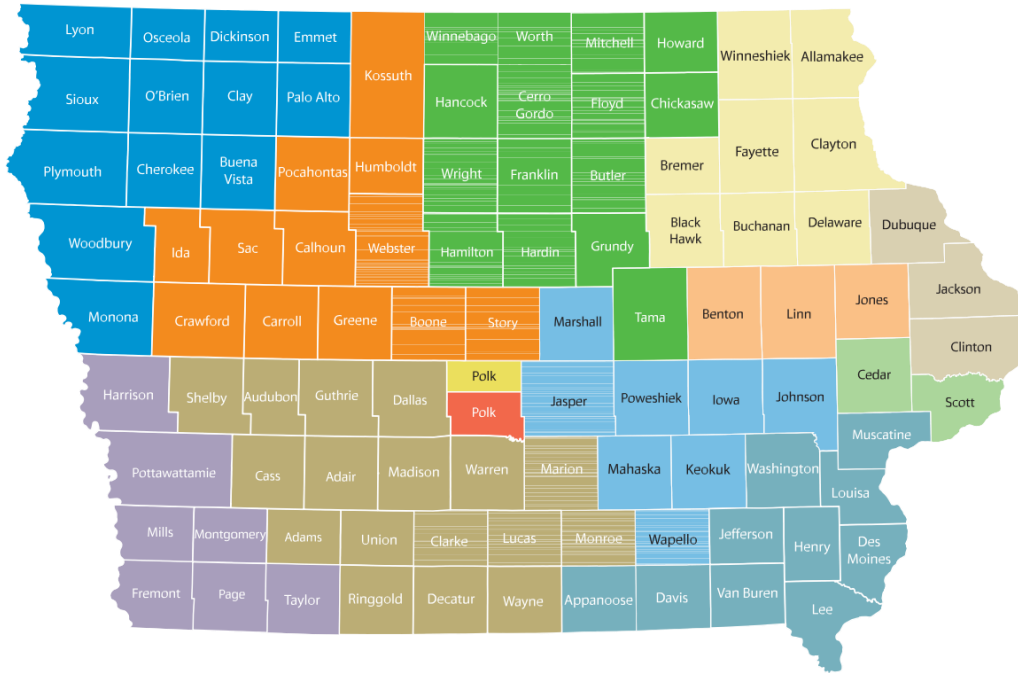 Lyon
Osceola
Dickinson
Emmet
Kossuth
Winnebago
Worth
Mitchell
Howard
Winneshiek
Allamakee
Sioux
O'Brien
Clay
Palo Alto
Hancock
Cerro
Gordo
Floyd
Chickasaw
Plymouth
Cherokee
Buena
Vista
Pocahontas
Humboldt
Wright
Franklin
Butler
Bremer
Fayette
Clayton
Woodbury
Ida
Sac
Calhoun
Webster
Hamilton
Hardin
Grundy
Black
Hawk
Buchanan
Delaware
Dubuque
Monona
Crawford
Carroll
Greene
Boone
Story
Marshall
Tama
Benton
Linn
Jones
Jackson
Clinton
Harrison
Shelby
Audubon
Guthrie
Dallas
Polk
Polk
Jasper
Poweshiek
Iowa
Johnson
Cedar
Scott
Muscatine
Pottawattamie
Cass
Adair
Madison
Warren
Marion
Mahaska
Keokuk
Washington
Louisa
Mills
Montgomery
Adams
Union
Clarke
Lucas
Monroe
Wapello
Jefferson
Henry
Des
Moines
Fremont
Page
Taylor
Ringgold
Decatur
Wayne
Appanoose
Davis
Van Buren
Lee